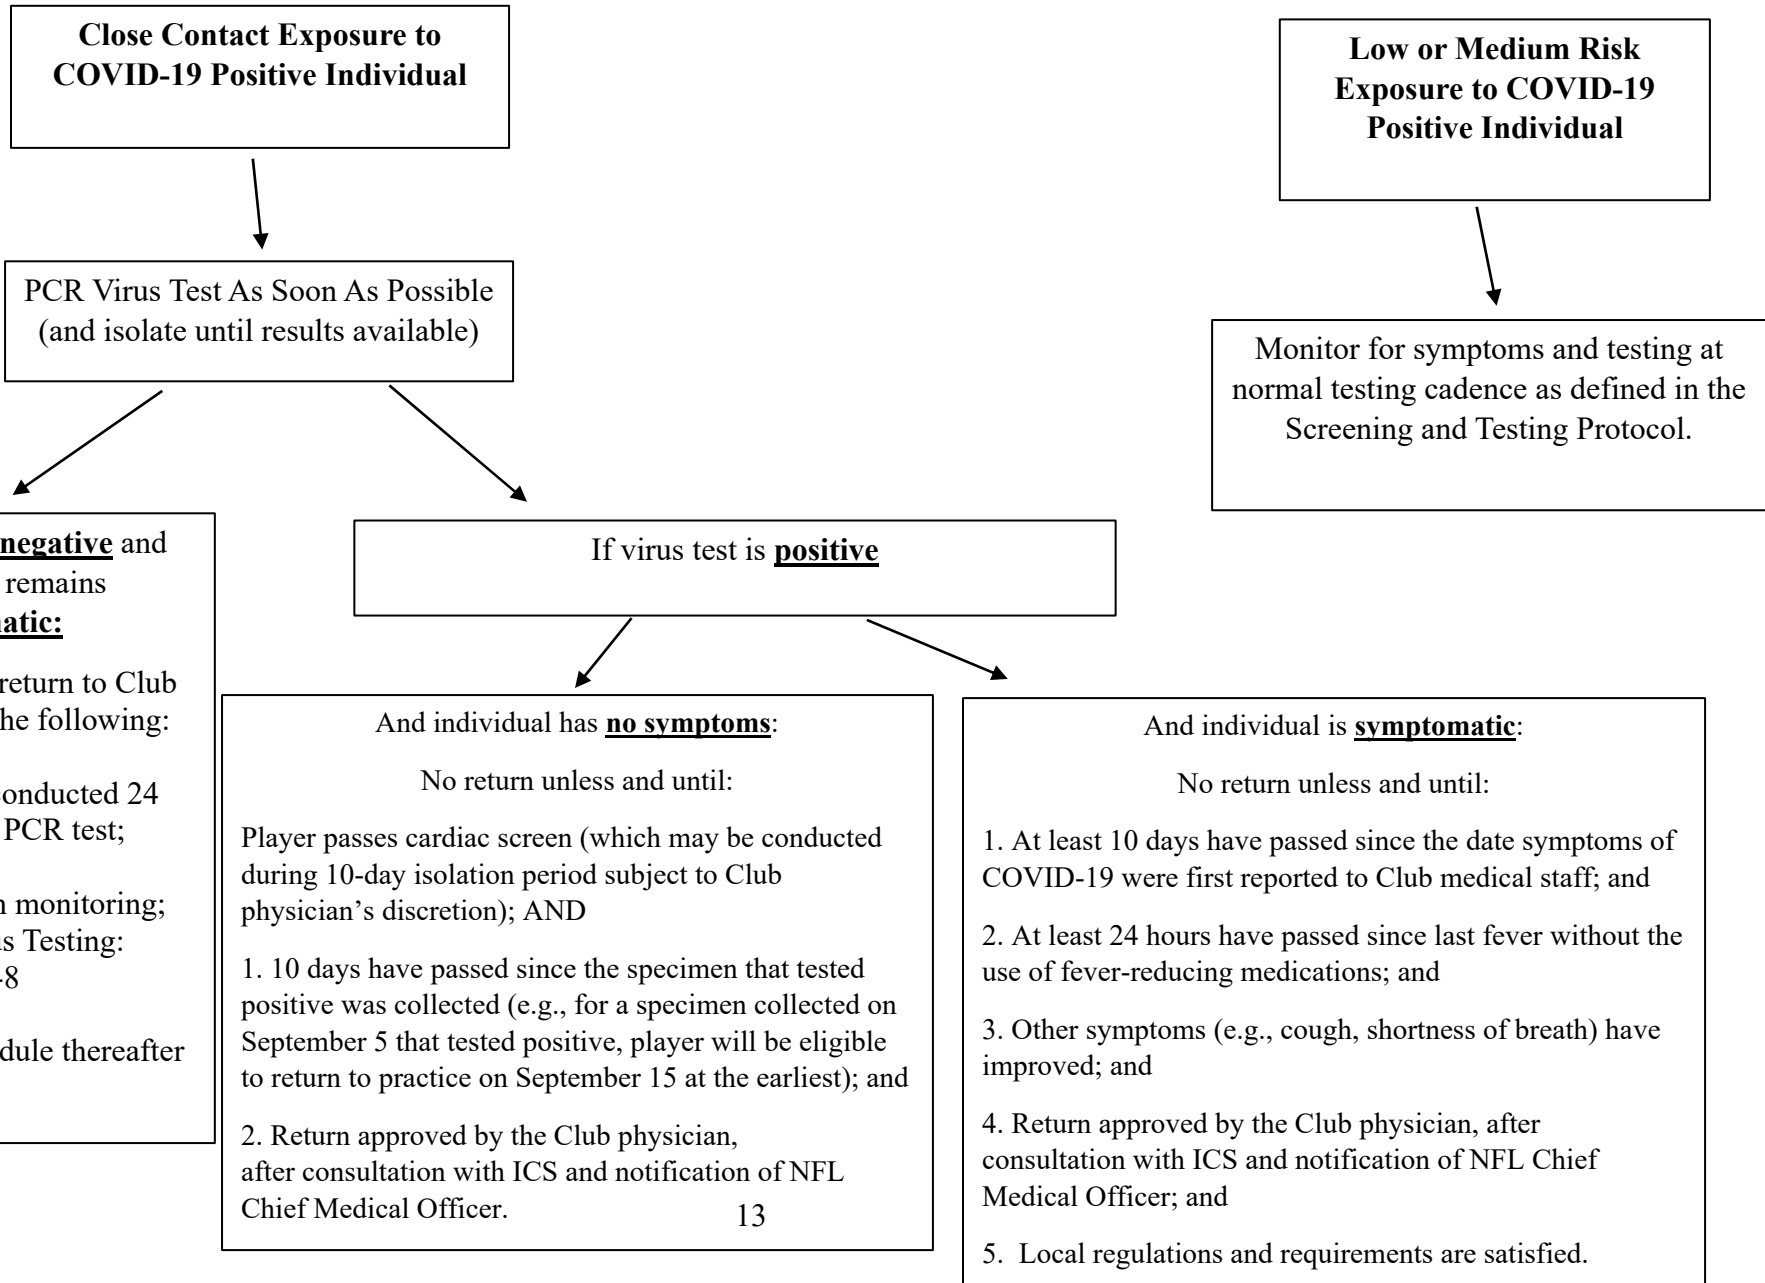 Close Contact Exposure to
COVID-19 Positive Individual
Low or Medium Risk
Exposure to COVID-19
Positive Individual
PCR Virus Test As Soon As Possible
(and isolate until results available)
Monitor for symptoms and testing at
normal testing cadence as defined in the
Screening and Testing Protocol.
negative and
remains
atic:
return to Club
he following:
onducted 24
PCR test;
n monitoring;
us Testing:
-8
dule thereafter
If virus test is positive
And individual has no symptoms:
No return unless and until:
Player passes cardiac screen (which may be conducted
during 10-day isolation period subject to Club
physician’s discretion); AND
1. 10 days have passed since the specimen that tested
positive was collected (e.g., for a specimen collected on
September 5 that tested positive, player will be eligible
to return to practice on September 15 at the earliest); and
2. Return approved by the Club physician,
after consultation with ICS and notification of NFL
Chief Medical Officer.
13
And individual is symptomatic:
No return unless and until:
1. At least 10 days have passed since the date symptoms of
COVID-19 were first reported to Club medical staff; and
2. At least 24 hours have passed since last fever without the
use of fever-reducing medications; and
3. Other symptoms (e.g., cough, shortness of breath) have
improved; and
4. Return approved by the Club physician, after
consultation with ICS and notification of NFL Chief
Medical Officer; and
5. Local regulations and requirements are satisfied.